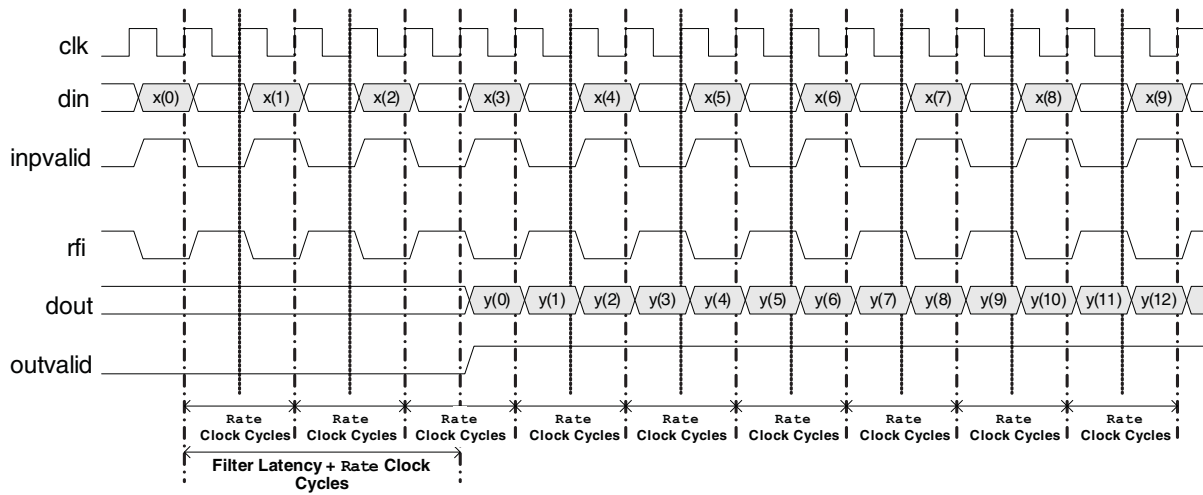 clk
din
x(0) x(1) x(2) x(3) x(4) x(5) x(6) x(7) x(8) x(9)
inpvalid
rfi
dout
y(0) y(1) y(2) y(3) y(4) y(5) y(6) y(7) y(8) y(9) y(10) y(11) y(12)
outvalid
Rate Rate Rate Rate Rate Rate Rate Rate Rate
Clock Cycles Clock Cycles Clock Cycles Clock Cycles Clock Cycles Clock Cycles Clock Cycles Clock Cycles Clock Cycles
Filter Latency + Rate Clock
Cycles